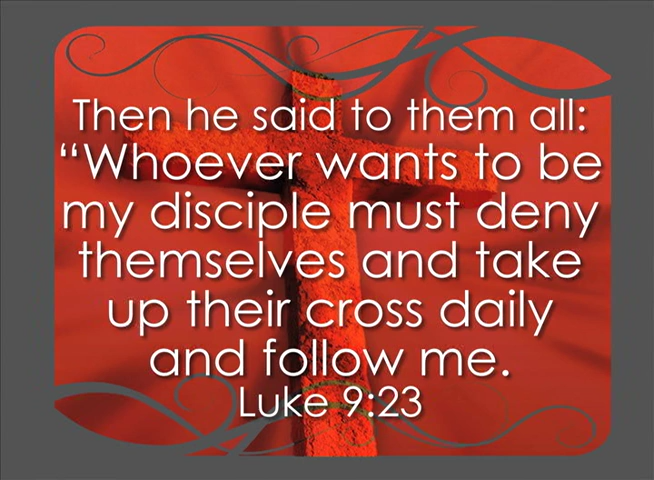 Then he said to them all:
“Whoever wants to be
my disciple must deny
themselves and take
up their cross daily
and follow me.
Luke 9:23